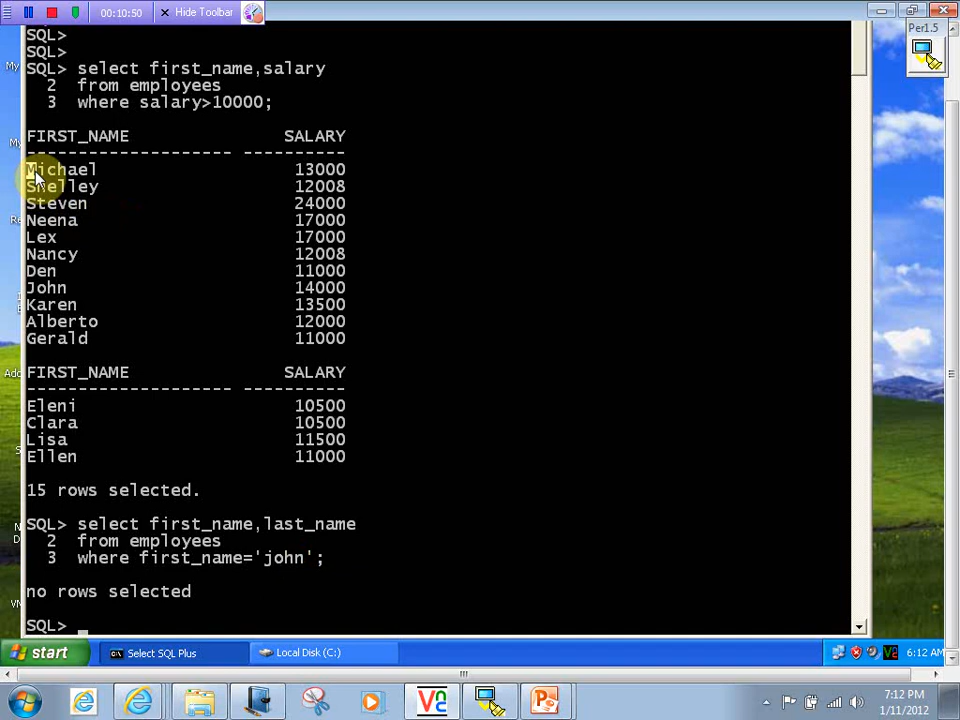 00:10:50 × Hide Toolbar
Per1.5
SQL>
SQL>
SQL> select first_name,salary
2 from employees
3 where salary>10000;
FIRST_NAME SALARY
-------------------- ----------
Michael 13000
Shelley 12008
Steven 24000
Neena 17000
Lex 17000
Nancy 12008
Den 11000
John 14000
Karen 13500
Alberto 12000
Gerald 11000
FIRST_NAME SALARY
-------------------- ----------
Eleni 10500
Clara 10500
Lisa 11500
Ellen 11000
15 rows selected.
SQL> select first_name,last_name
2 from employees
3 where first_name='john';
no rows selected
SQL>
start Select SQL Plus Local Disk (C:) 6:12 AM
7:12 PM
1/11/2012